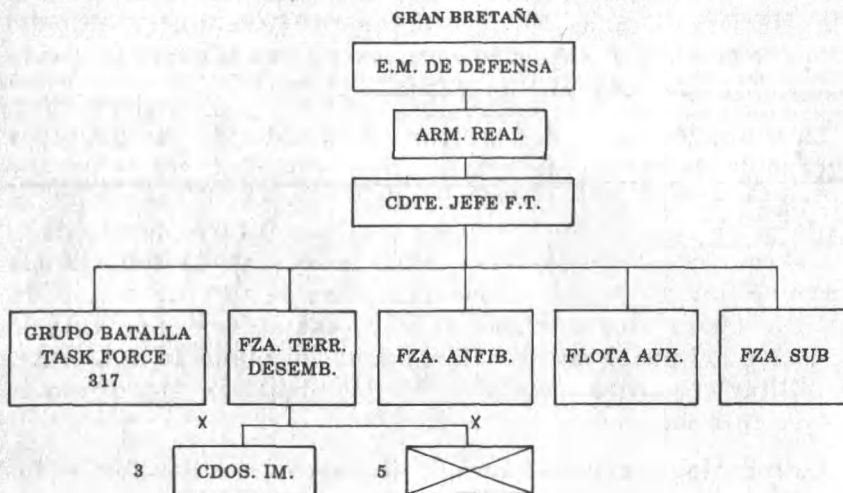 GRAN BRETAÑA
E.M. DE DEFENSA
ARM. REAL
CDTE. JEFE F.T.
GRUPO BATALLA
TASK FORCE
317
FZA. TERR.
DESEMB.
FZA. ANFIB.
FLOTA AUX.
FZA. SUB
X
X
3
CDOS. IM.
5